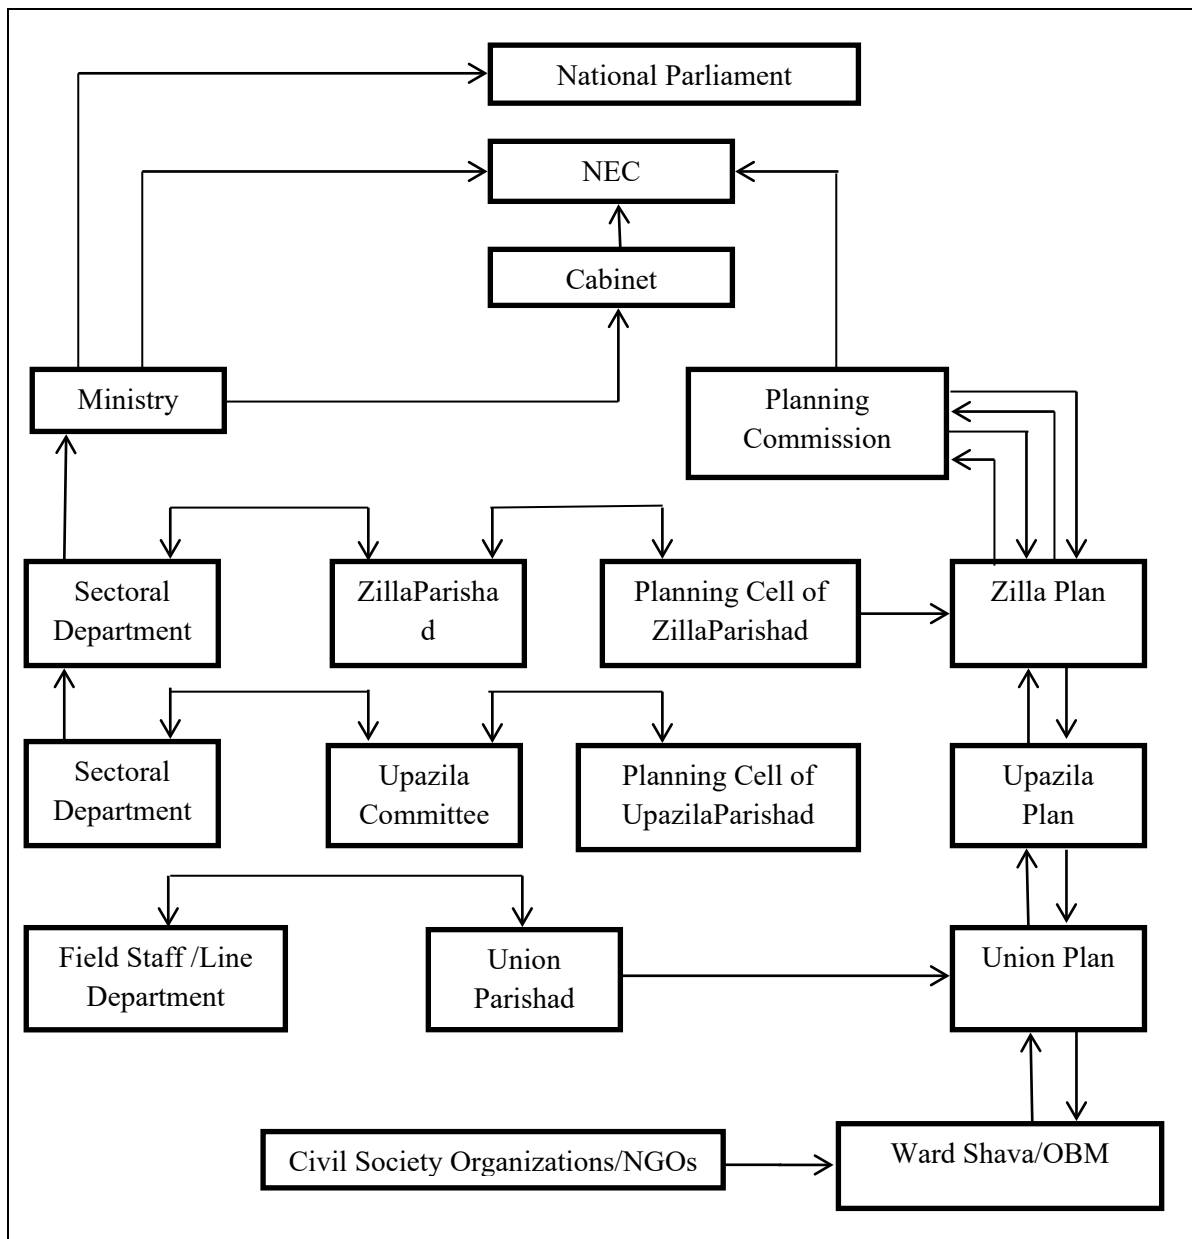 National Parliament
NEC
Cabinet
Ministry
Planning
Commission
Sectoral
Department
ZillaParisha
d
Planning Cell of
ZillaParishad
Zilla Plan
Sectoral
Department
Upazila
Committee
Planning Cell of
UpazilaParishad
Upazila
Plan
Field Staff /Line
Department
Union
Parishad
Union Plan
Civil Society Organizations/NGOs
Ward Shava/OBM